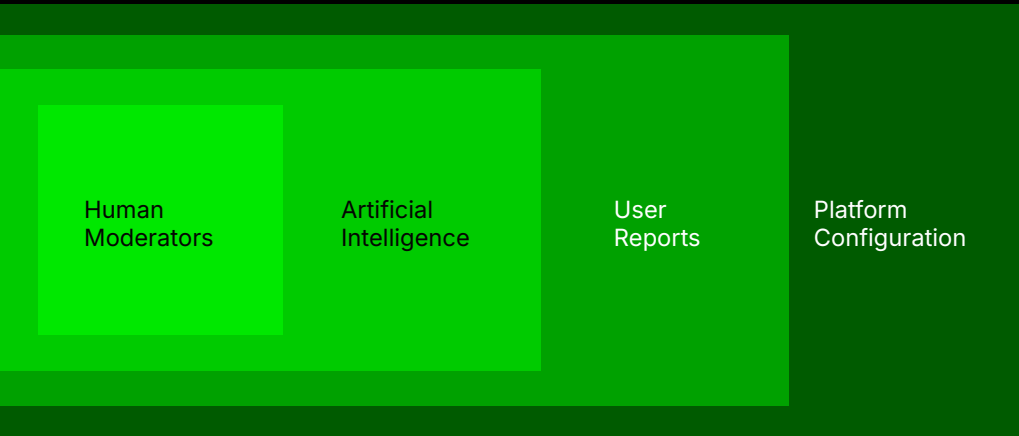 Human
Moderators
Artificial
Intelligence
User
Reports
Platform
Configuration